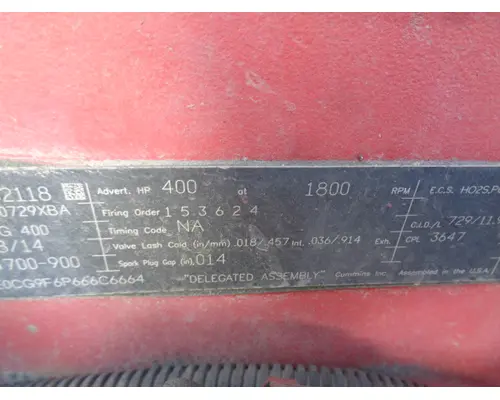 2118 Advert. HP 400 at 1800 RPM E.C.S. HO2S
0729XBA Firing Order 1 5 3 6 2 4 C.I.D./L 729/11.9
G 400 Timing Code NA CPL 3647
3/14 Valve Lash Cold (in/mm) .018/.457 Int. .036/.914 Exh.
700-900 Spark Plug Gap (in) .014 Assembled in the U.S.A.
0CG9F6P666C6664 "DELEGATED ASSEMBLY" Cummins Inc.